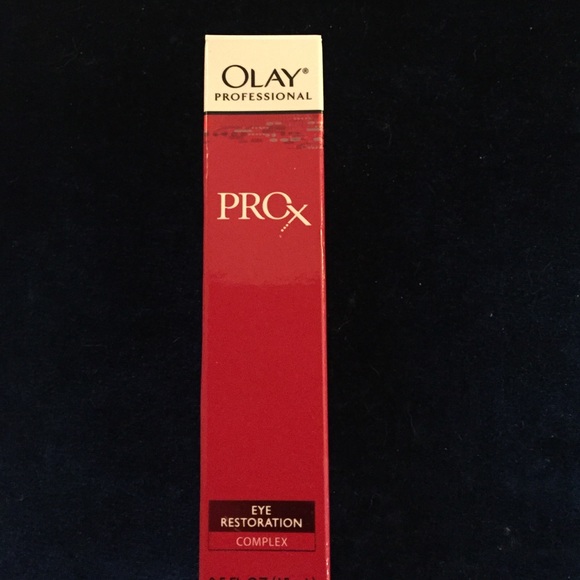 OLAY®
PROFESSIONAL
PROX
EYE
RESTORATION
COMPLEX